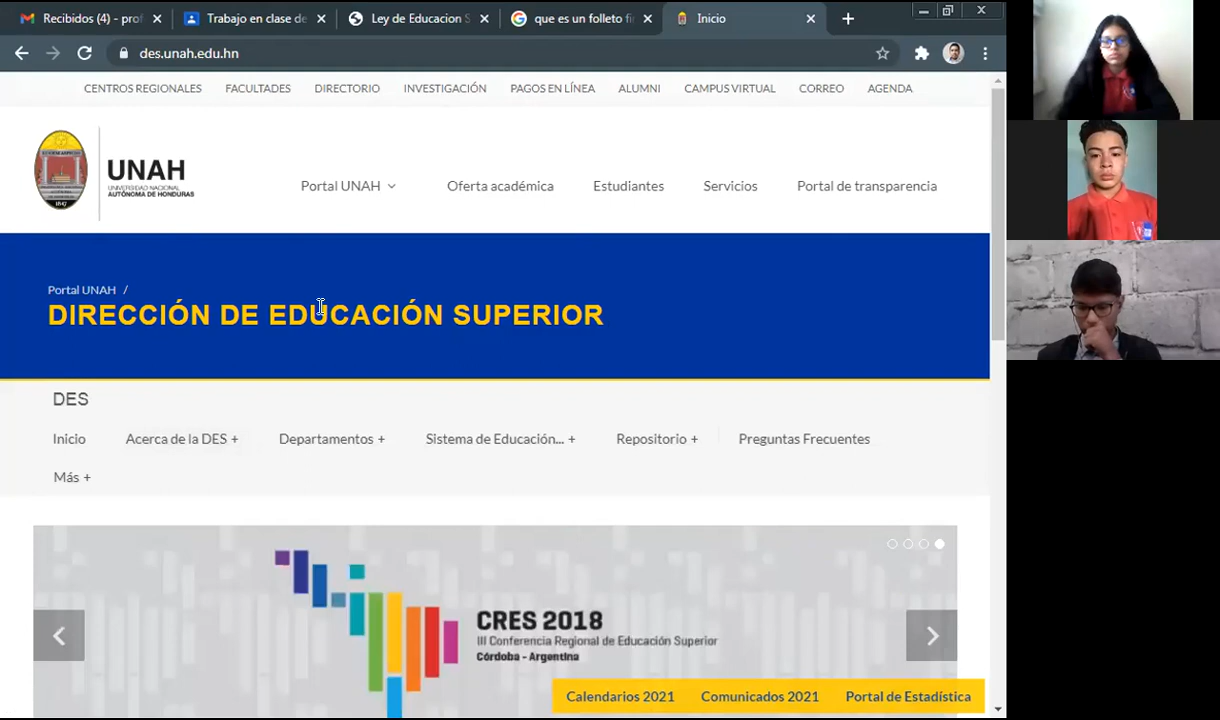 Recibidos (4) - prof
Trabajo en clase de
Ley de Educacion S
que es un folleto fi
Inicio
des.unah.edu.hn
CENTROS REGIONALES
FACULTADES
DIRECTORIO
INVESTIGACIÓN
PAGOS EN LÍNEA
ALUMNI
CAMPUS VIRTUAL
CORREO
AGENDA
UNAH
UNIVERSIDAD NACIONAL
AUTÓNOMA DE HONDURAS
1847
Portal UNAH
Oferta académica
Estudiantes
Servicios
Portal de transparencia
Portal UNAH /
DIRECCIÓN DE EDUCACIÓN SUPERIOR
DES
Inicio
Acerca de la DES +
Departamentos +
Sistema de Educación... +
Repositorio +
Preguntas Frecuentes
Más +
CRES 2018
III Conferencia Regional de Educación Superior
Córdoba - Argentina
Calendarios 2021
Comunicados 2021
Portal de Estadística